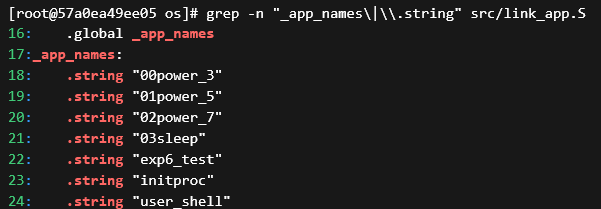 [root@57a0ea49ee05 os]# grep -n "_app_names\|\\.string" src/link_app.S
16:    .global _app_names
17:_app_names:
18:    .string "00power_3"
19:    .string "01power_5"
20:    .string "02power_7"
21:    .string "03sleep"
22:    .string "exp6_test"
23:    .string "initproc"
24:    .string "user_shell"